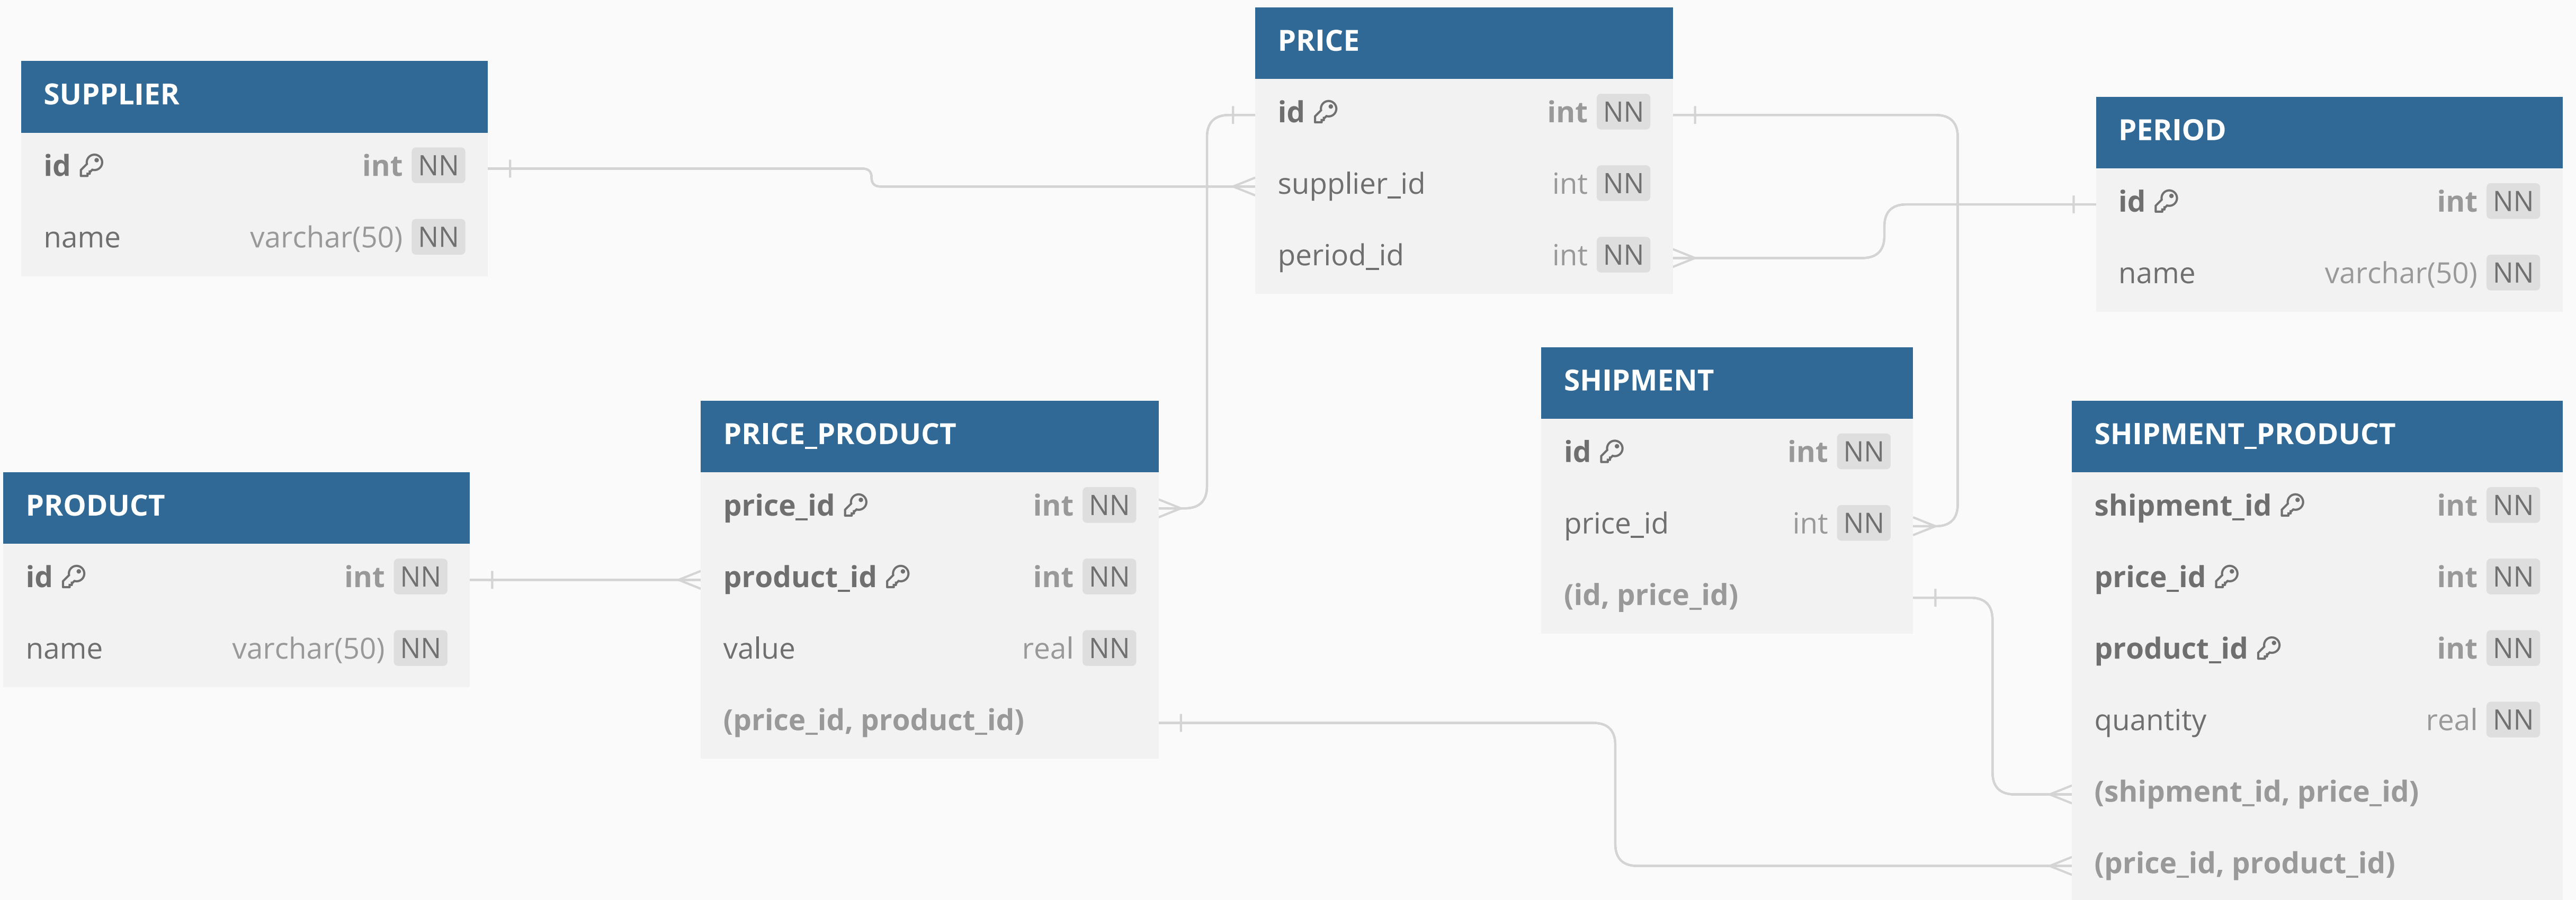 SUPPLIER
id int NN
name varchar(50) NN
PRICE
id int NN
supplier_id int NN
period_id int NN
PERIOD
id int NN
name varchar(50) NN
PRODUCT
id int NN
name varchar(50) NN
PRICE_PRODUCT
price_id int NN
product_id int NN
value real NN
(price_id, product_id)
SHIPMENT
id int NN
price_id int NN
(id, price_id)
SHIPMENT_PRODUCT
shipment_id int NN
price_id int NN
product_id int NN
quantity real NN
(shipment_id, price_id)
(price_id, product_id)